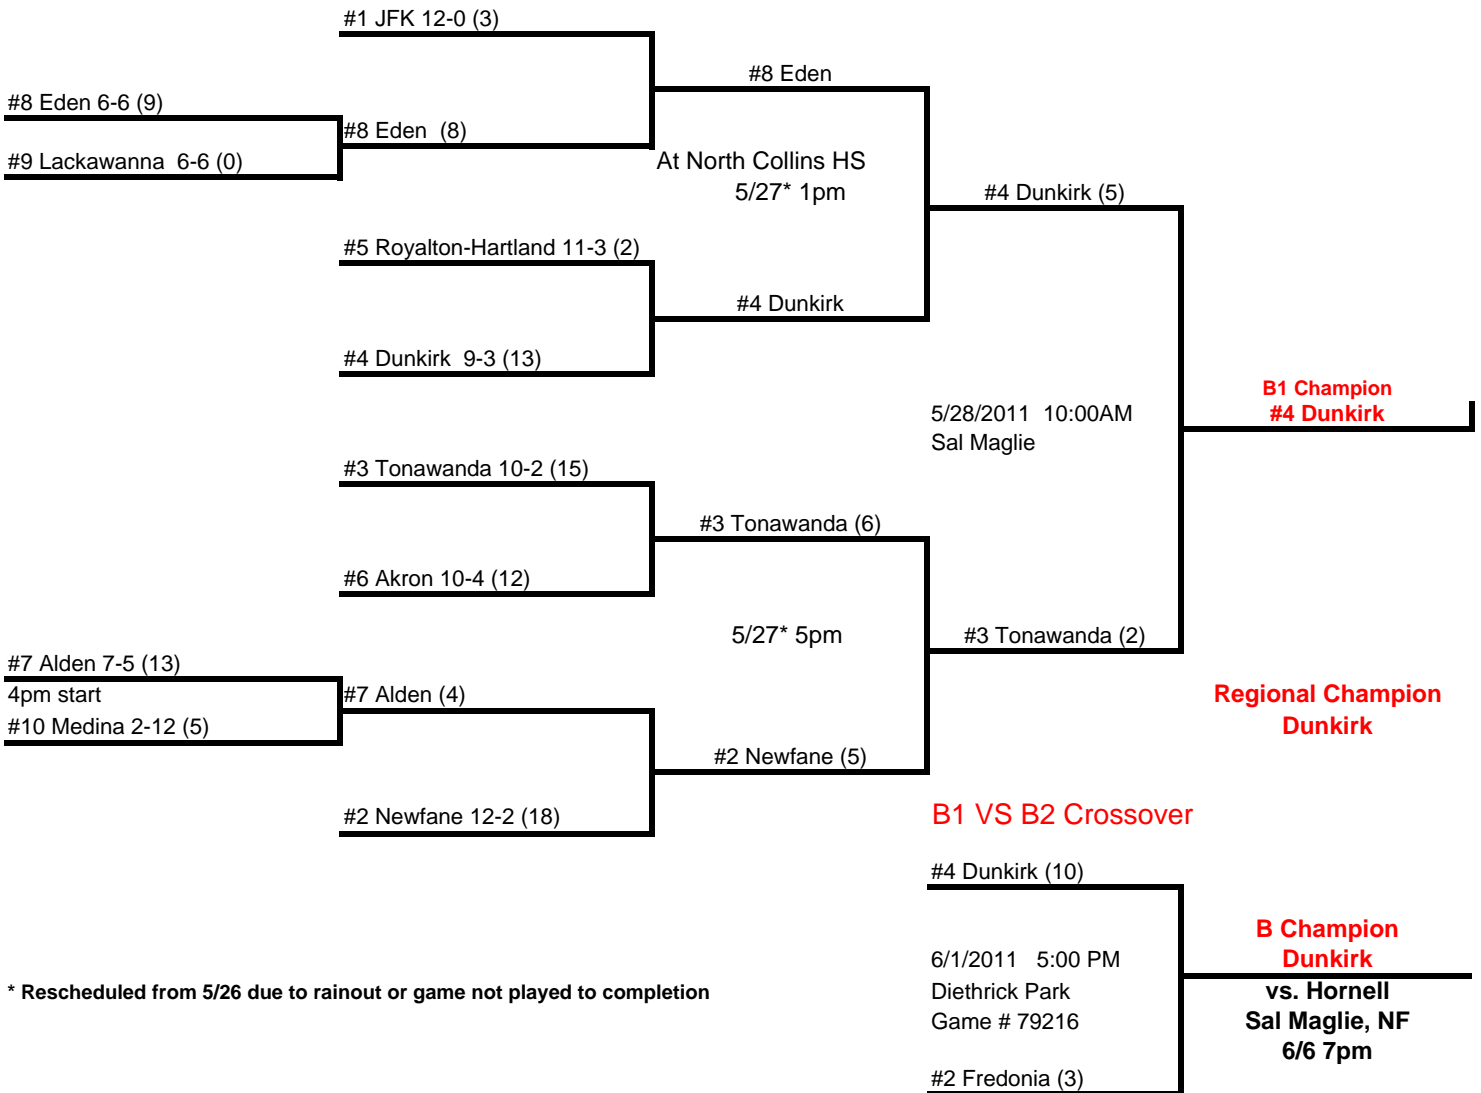 #1 JFK 12-0 (3)
#8 Eden
#8 Eden 6-6 (9)
#8 Eden  (8)
#9 Lackawanna  6-6 (0)
At North Collins HS
5/27* 1pm
#4 Dunkirk (5)
#5 Royalton-Hartland 11-3 (2)
#4 Dunkirk
#4 Dunkirk  9-3 (13)
B1 Champion
#4 Dunkirk
5/28/2011  10:00AM
Sal Maglie
#3 Tonawanda 10-2 (15)
#3 Tonawanda (6)
#6 Akron 10-4 (12)
5/27* 5pm
#3 Tonawanda (2)
#7 Alden 7-5 (13)
4pm start
#10 Medina 2-12 (5)
#7 Alden (4)
Regional Champion
Dunkirk
#2 Newfane (5)
#2 Newfane 12-2 (18)
B1 VS B2 Crossover
#4 Dunkirk (10)
B Champion
Dunkirk
6/1/2011   5:00 PM
Diethrick Park
Game # 79216
* Rescheduled from 5/26 due to rainout or game not played to completion
vs. Hornell
Sal Maglie, NF
6/6 7pm
#2 Fredonia (3)